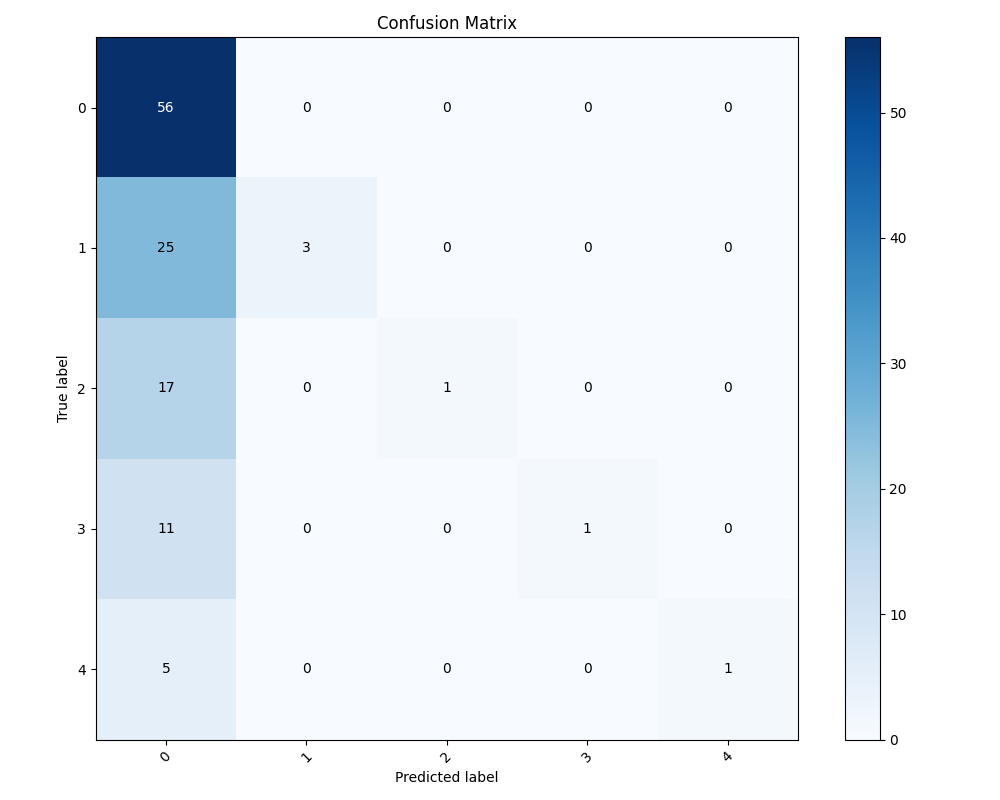 Confusion Matrix
0 56 0 0 0 0
1 25 3 0 0 0
2 17 0 1 0 0
3 11 0 0 1 0
4 5 0 0 0 1
True label
0 1 2 3 4
Predicted label
50
40
30
20
10
0